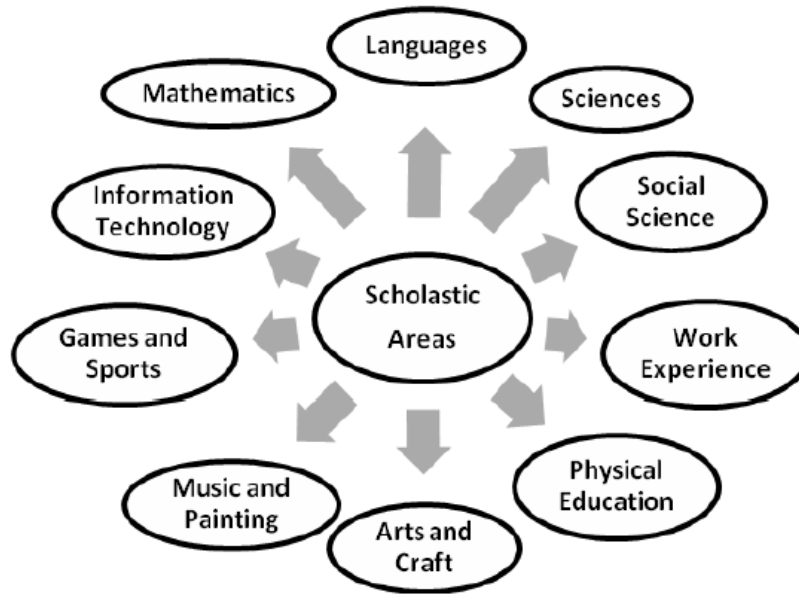 Languages
Mathematics
Sciences
Information
Technology
Social
Science
Scholastic
Areas
Games and
Sports
Work
Experience
Music and
Painting
Physical
Education
Arts and
Craft